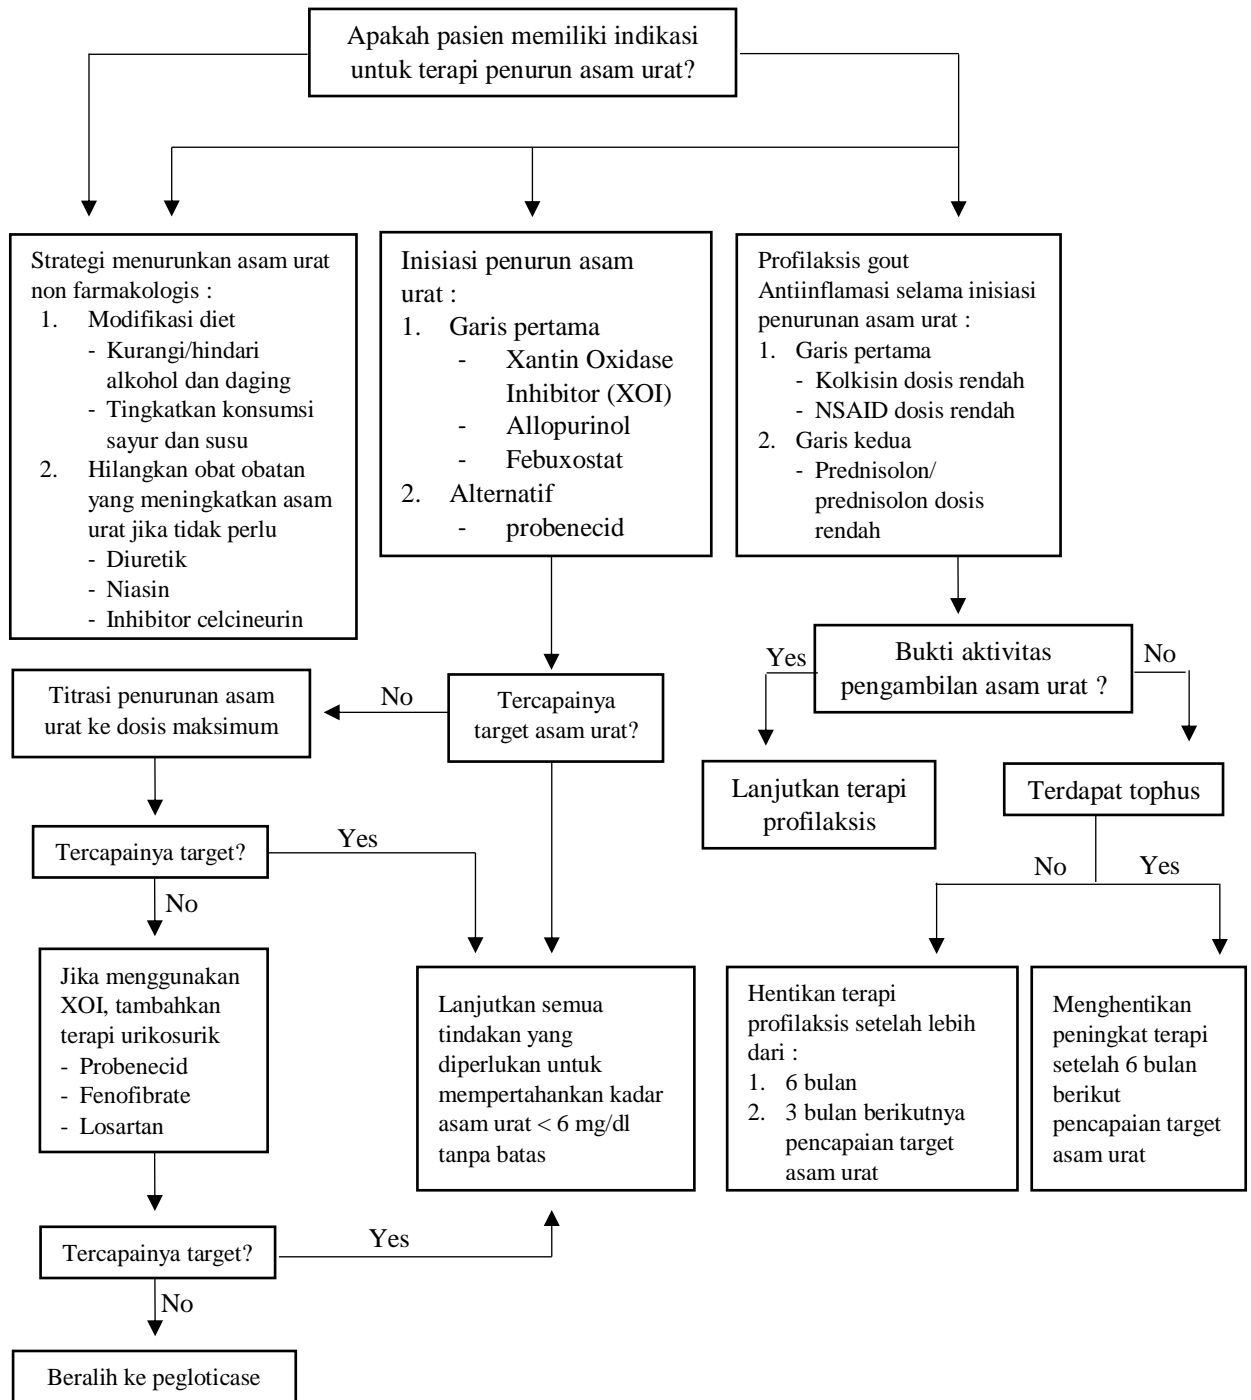 Apakah pasien memiliki indikasi
untuk terapi penurun asam urat?
Strategi menurunkan asam urat
non farmakologis :
1. Modifikasi diet
- Kurangi/hindari
alkohol dan daging
- Tingkatkan konsumsi
sayur dan susu
2. Hilangkan obat obatan
yang meningkatkan asam
urat jika tidak perlu
- Diuretik
- Niasin
- Inhibitor celcineurin
Inisiasi penurun asam
urat :
1. Garis pertama
- Xantin Oxidase
Inhibitor (XOI)
- Allopurinol
- Febuxostat
2. Alternatif
- probenecid
Profilaksis gout
Antiinflamasi selama inisiasi
penurunan asam urat :
1. Garis pertama
- Kolkisin dosis rendah
- NSAID dosis rendah
2. Garis kedua
- Prednisolon/
prednisolon dosis
rendah
Yes
Bukti aktivitas
pengambilan asam urat ?
No
Titrasi penurunan asam
urat ke dosis maksimum
No
Tercapainya
target asam urat?
Lanjutkan terapi
profilaksis
Terdapat tophus
Tercapainya target?
Yes
No
No
Yes
Jika menggunakan
XOI, tambahkan
terapi urikosurik
- Probenecid
- Fenofibrate
- Losartan
Lanjutkan semua
tindakan yang
diperlukan untuk
mempertahankan kadar
asam urat < 6 mg/dl
tanpa batas
Hentikan terapi
profilaksis setelah lebih
dari :
1. 6 bulan
2. 3 bulan berikutnya
pencapaian target
asam urat
Menghentikan
peningkat terapi
setelah 6 bulan
berikut
pencapaian target
asam urat
Tercapainya target?
Yes
No
Beralih ke pegloticase